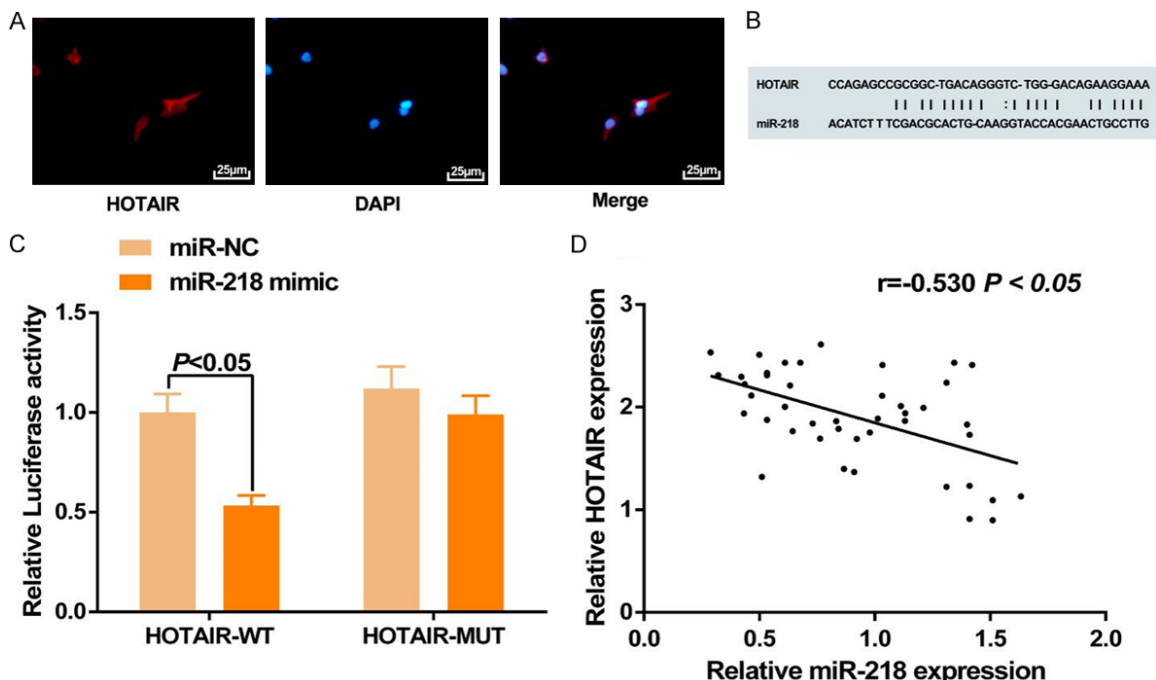 A
25μm
25μm
25μm
HOTAIR
DAPI
Merge
B
HOTAIR CCAGAGCCGCGGC-TGACAGGGTC-TGG-GACAGAAGGAAA
miR-218 ACATCTTTCGACGCACTG-CAAGGTACCACGAACTGCCTTG
C
miR-NC
miR-218 mimic
Relative Luciferase activity
1.5
1.0
0.5
0.0
P<0.05
HOTAIR-WT
HOTAIR-MUT
D
r=-0.530 P < 0.05
Relative HOTAIR expression
3
2
1
0
0.0
0.5
1.0
1.5
2.0
Relative miR-218 expression